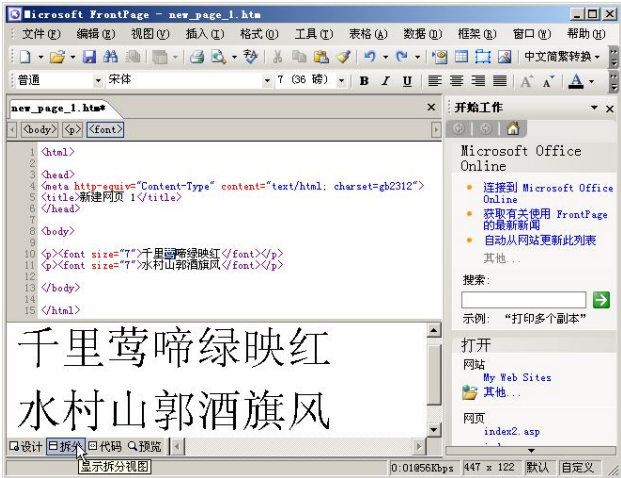 Microsoft FrontPage - new_page_1.htm
文件(F) 编辑(E) 视图(V) 插入(I) 格式(O) 工具(T) 表格(A) 数据(D) 框架(R) 窗口(W) 帮助(H)
中文简繁转换
普通 宋体 7 (36 磅) B I U A A A
new_page_1.htm* ×
<body> <p> <font>
1 <html>
2
3 <head>
4 <meta http-equiv="Content-Type" content="text/html; charset=gb2312">
5 <title>新建网页 1</title>
6 </head>
7
8 <body>
9
10 <p><font size="7">千里莺啼绿映红</font></p>
11 <p><font size="7">水村山郭酒旗风</font></p>
12
13 </body>
14
15 </html>
千里莺啼绿映红
水村山郭酒旗风
设计 拆分 代码 预览
显示拆分视图
开始工作
Microsoft Office
Online
连接到 Microsoft Office
Online
获取有关使用 FrontPage
的最新新闻
自动从网站更新此列表
其他...
搜索:
示例: “打印多个副本”
打开
网站
My Web Sites
其他...
网页
index2.asp
0:01@56Kbps 447 x 122 默认 自定义